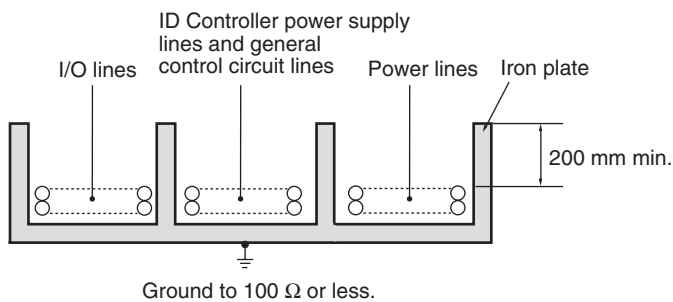 ID Controller power supply
lines and general
control circuit lines
I/O lines
Power lines
Iron plate
200 mm min.
Ground to 100 Ω or less.